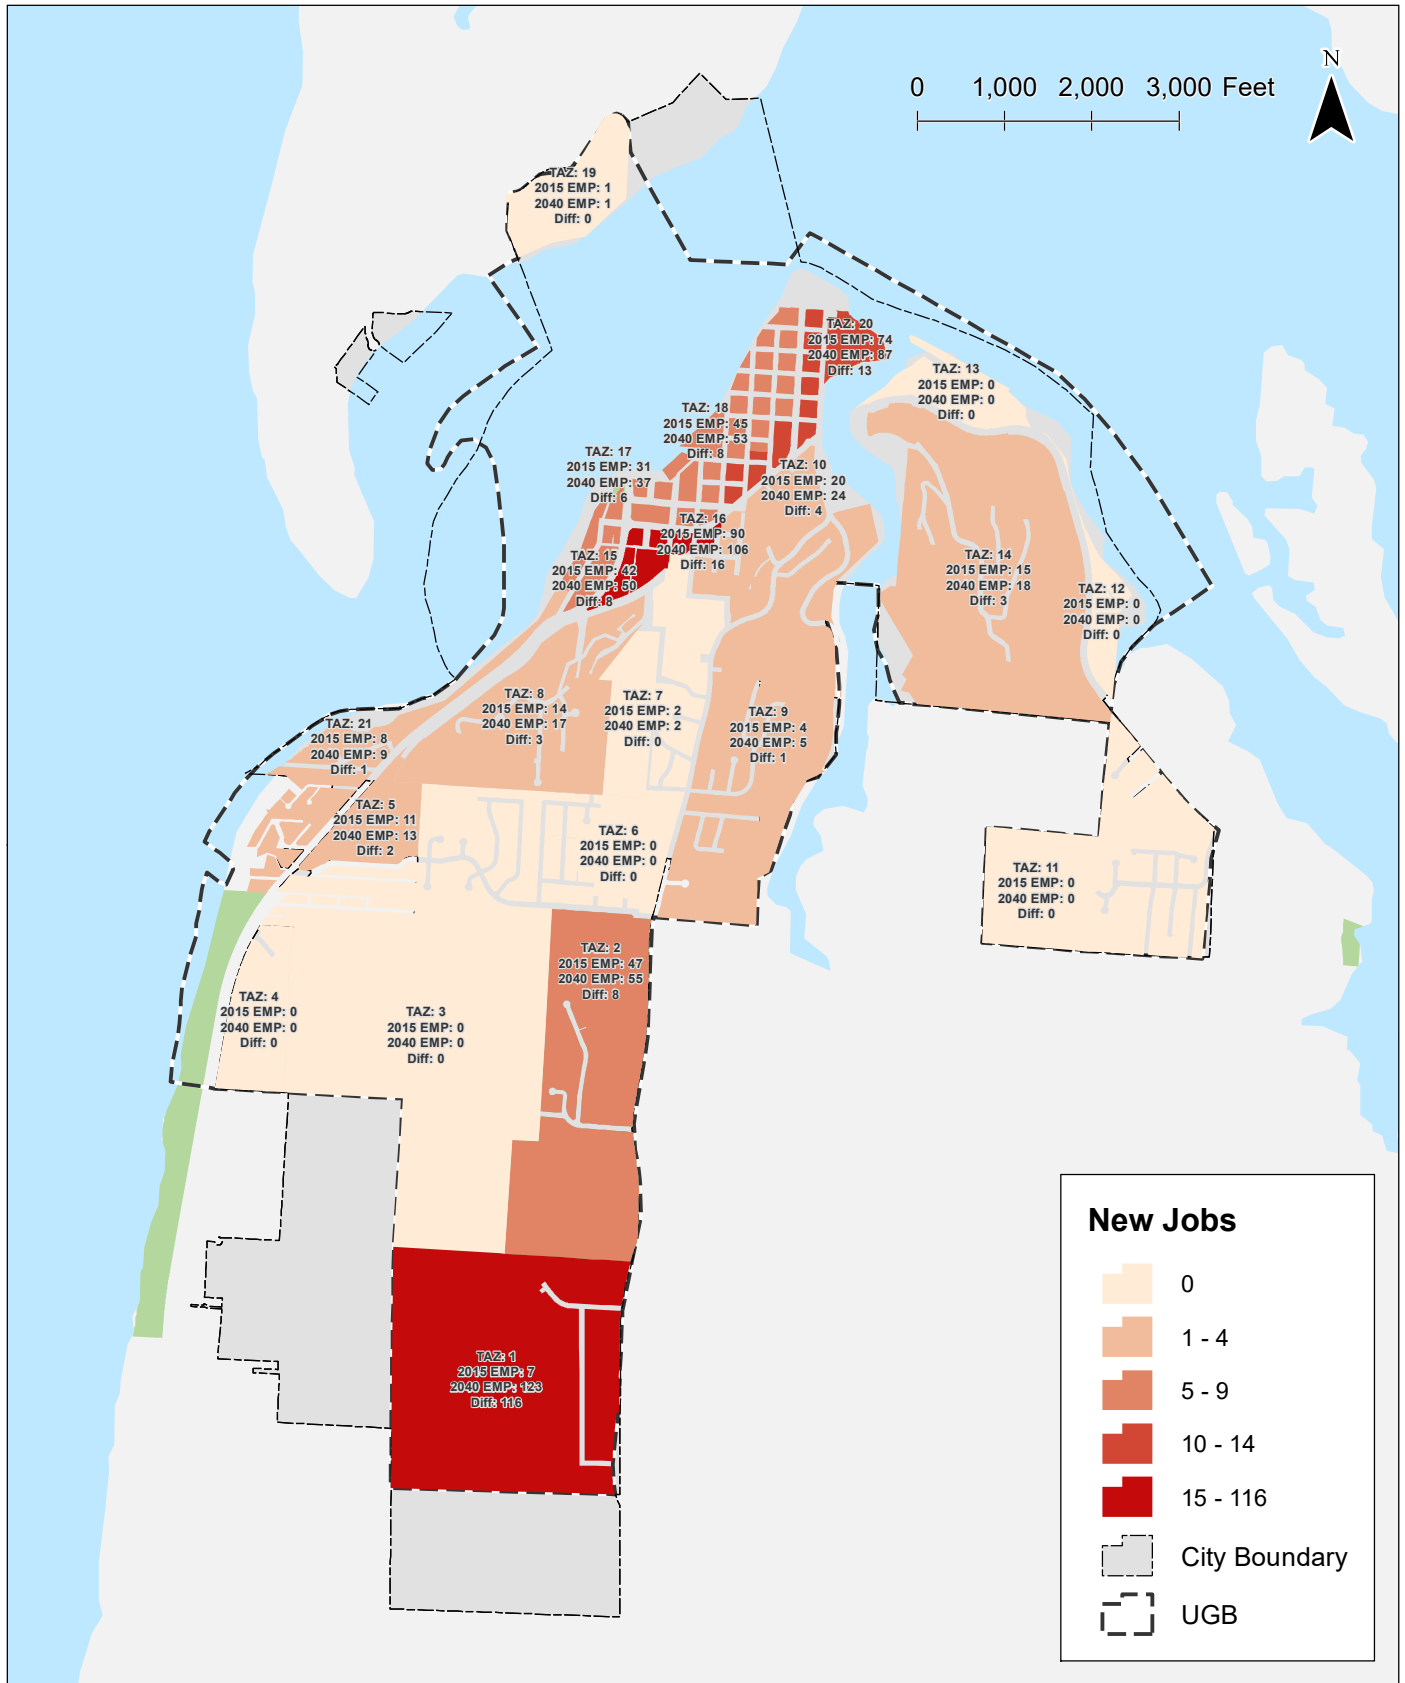 N
0 1,000 2,000 3,000 Feet
TAZ: 19
2015 EMP: 1
2040 EMP: 1
Diff: 0
TAZ: 20
2015 EMP: 74
2040 EMP: 87
Diff: 13
TAZ: 13
2015 EMP: 0
2040 EMP: 0
Diff: 0
TAZ: 18
2015 EMP: 45
2040 EMP: 53
Diff: 8
TAZ: 17
2015 EMP: 31
2040 EMP: 37
Diff: 6
TAZ: 10
2015 EMP: 20
2040 EMP: 24
Diff: 4
TAZ: 16
2015 EMP: 90
2040 EMP: 106
Diff: 16
TAZ: 15
2015 EMP: 42
2040 EMP: 50
Diff: 8
TAZ: 14
2015 EMP: 15
2040 EMP: 18
Diff: 3
TAZ: 12
2015 EMP: 0
2040 EMP: 0
Diff: 0
TAZ: 8
2015 EMP: 14
2040 EMP: 17
Diff: 3
TAZ: 7
2015 EMP: 2
2040 EMP: 2
Diff: 0
TAZ: 9
2015 EMP: 4
2040 EMP: 5
Diff: 1
TAZ: 21
2015 EMP: 8
2040 EMP: 9
Diff: 1
TAZ: 5
2015 EMP: 11
2040 EMP: 13
Diff: 2
TAZ: 6
2015 EMP: 0
2040 EMP: 0
Diff: 0
TAZ: 11
2015 EMP: 0
2040 EMP: 0
Diff: 0
TAZ: 2
2015 EMP: 47
2040 EMP: 55
Diff: 8
TAZ: 4
2015 EMP: 0
2040 EMP: 0
Diff: 0
TAZ: 3
2015 EMP: 0
2040 EMP: 0
Diff: 0
TAZ: 1
2015 EMP: 7
2040 EMP: 123
Diff: 116
New Jobs
0
1 - 4
5 - 9
10 - 14
15 - 116
City Boundary
UGB